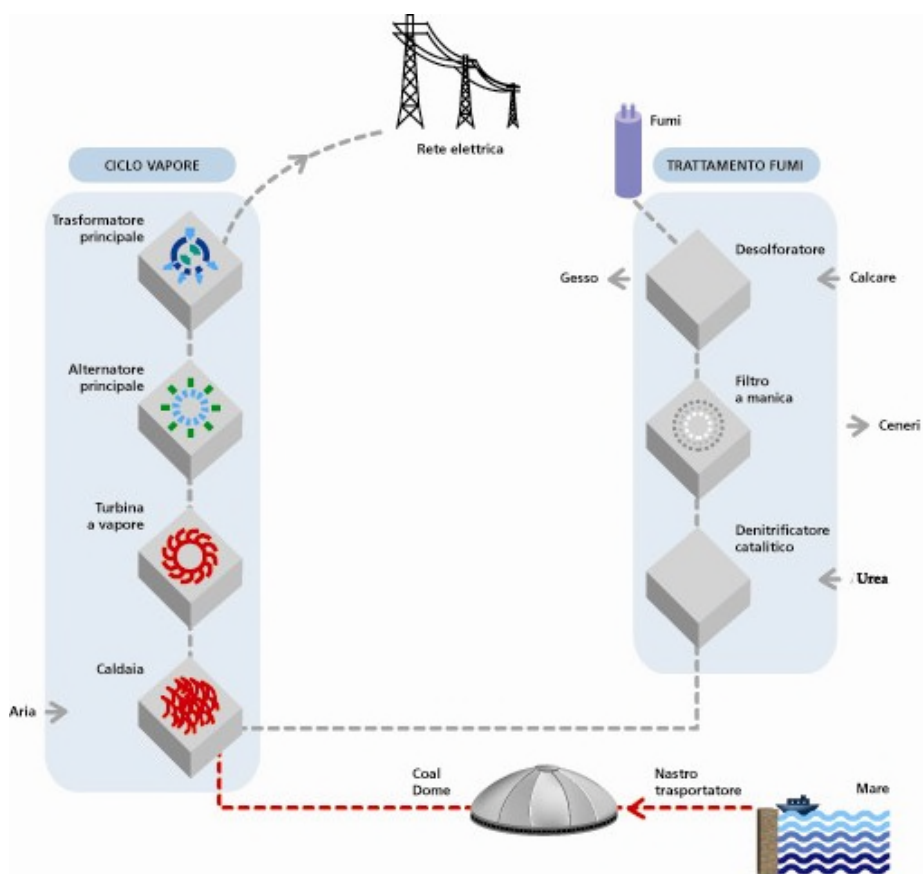 Rete elettrica
Fumi
CICLO VAPORE
TRATTAMENTO FUMI
Trasformatore
principale
Desolforatore
Gesso
Calcare
Alternatore
principale
Filtro
a manica
Ceneri
Turbina
a vapore
Denitrificatore
catalitico
Urea
Caldaia
Aria
Coal
Dome
Nastro
trasportatore
Mare